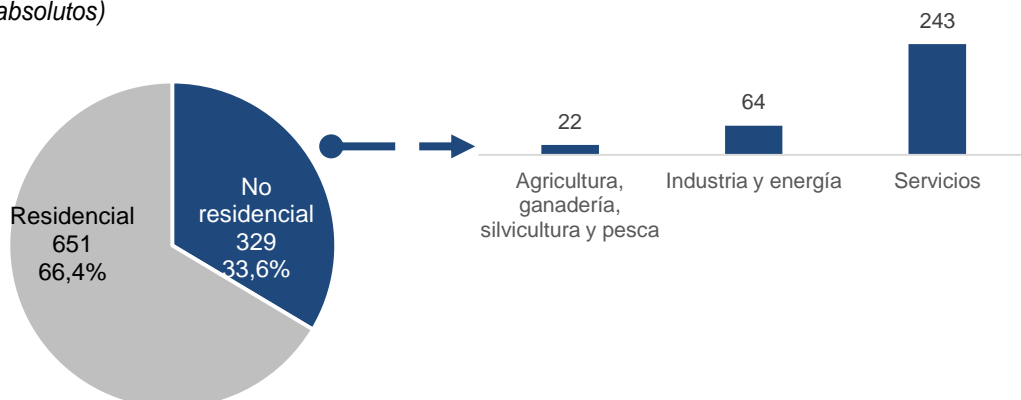 absolutos)
Residencial
651
66,4%
No
residencial
329
33,6%
22
64
243
Agricultura,
ganadería,
silvicultura y pesca
Industria y energía
Servicios